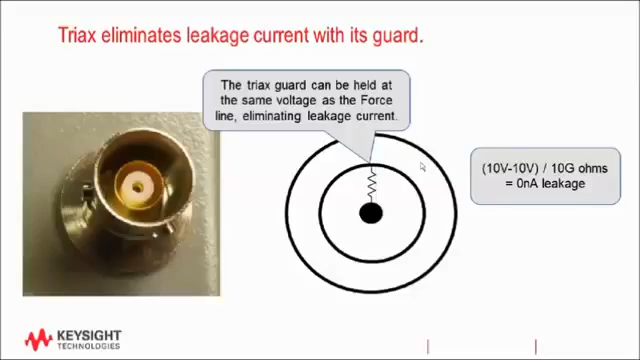 Triax eliminates leakage current with its guard.
The triax guard can be held at
the same voltage as the Force
line, eliminating leakage current.
(10V-10V) / 10G ohms
= 0nA leakage
KEYSIGHT
TECHNOLOGIES